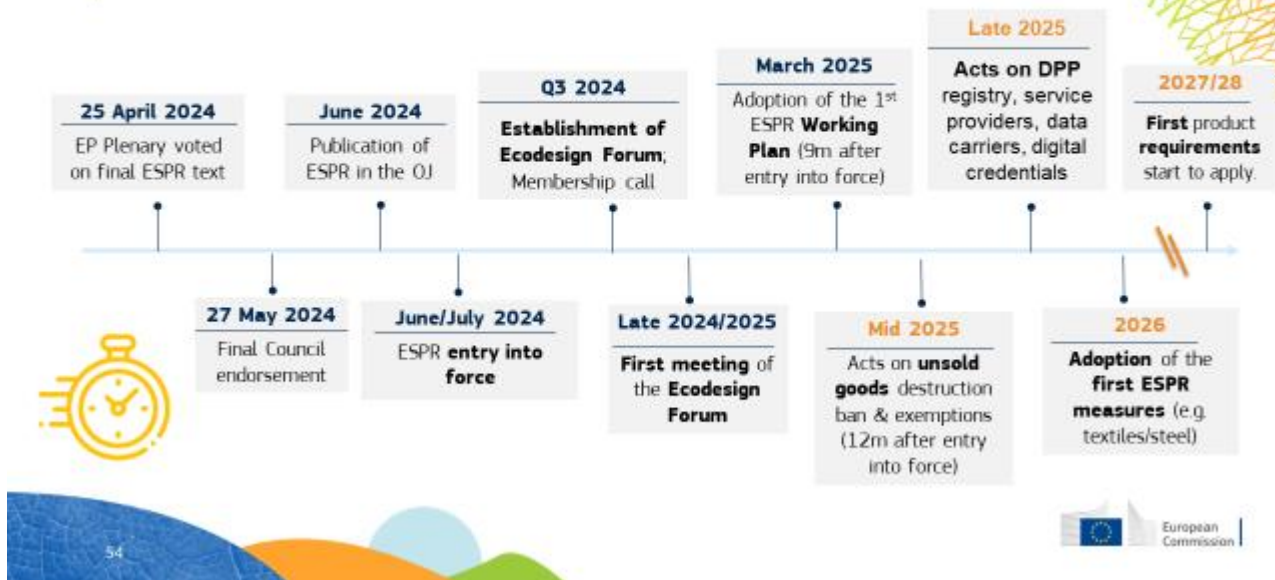 25 April 2024
EP Plenary voted
on final ESPR text
June 2024
Publication of
ESPR in the OJ
Q3 2024
Establishment of
Ecodesign Forum;
Membership call
March 2025
Adoption of the 1st
ESPR Working
Plan (9m after
entry into force)
Late 2025
Acts on DPP
registry, service
providers, data
carriers, digital
credentials
2027/28
First product
requirements
start to apply.
27 May 2024
Final Council
endorsement
June/July 2024
ESPR entry into
force
Late 2024/2025
First meeting of
the Ecodesign
Forum
Mid 2025
Acts on unsold
goods destruction
ban & exemptions
(12m after entry
into force)
2026
Adoption of the
first ESPR
measures (e.g.
textiles/steel)
54
European
Commission